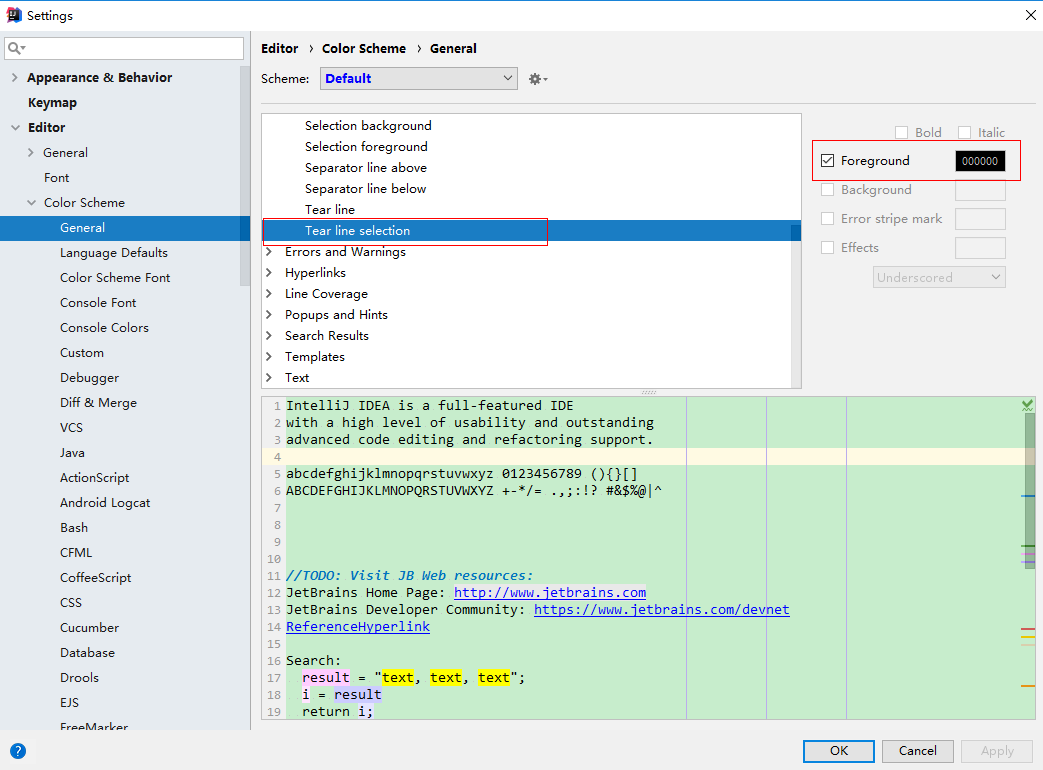 Settings
Appearance & Behavior
Keymap
Editor
General
Font
Color Scheme
General
Language Defaults
Color Scheme Font
Console Font
Console Colors
Custom
Debugger
Diff & Merge
VCS
Java
ActionScript
Android Logcat
Bash
CFML
CoffeeScript
CSS
Cucumber
Database
Drools
EJS
FreeMarker
Editor › Color Scheme › General
Scheme: Default
Selection background
Selection foreground
Separator line above
Separator line below
Tear line
Tear line selection
Errors and Warnings
Hyperlinks
Line Coverage
Popups and Hints
Search Results
Templates
Text
Bold Italic
Foreground 000000
Background
Error stripe mark
Effects
Underscored
1 IntelliJ IDEA is a full-featured IDE
2 with a high level of usability and outstanding
3 advanced code editing and refactoring support.
4
5 abcdefghijklmnopqrstuvwxyz 0123456789 (){}[]
6 ABCDEFGHIJKLMNOPQRSTUVWXYZ +-*/= .,;:!? #&$%@|^
7
8
9
10
11 //TODO: Visit JB Web resources:
12 JetBrains Home Page: http://www.jetbrains.com
13 JetBrains Developer Community: https://www.jetbrains.com/devnet
14 ReferenceHyperlink
15
16 Search:
17 result = "text, text, text";
18 i = result
19 return i;
? OK Cancel Apply